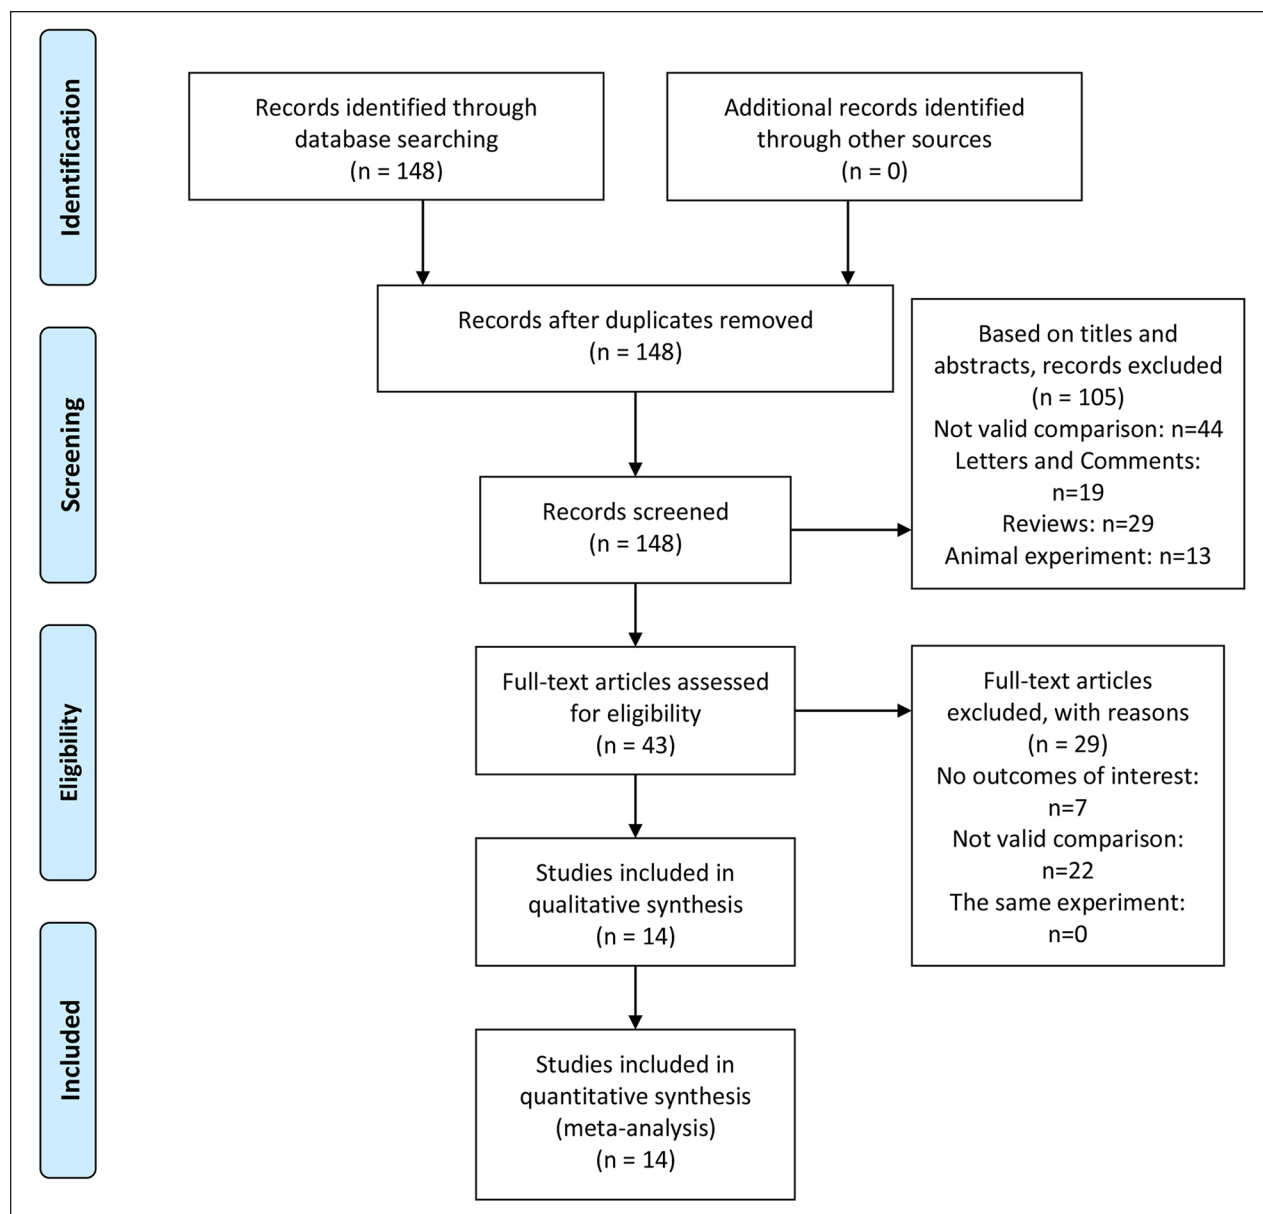 Identification
Records identified through
database searching
(n = 148)
Additional records identified
through other sources
(n = 0)
Records after duplicates removed
(n = 148)
Screening
Records screened
(n = 148)
Based on titles and
abstracts, records excluded
(n = 105)
Not valid comparison: n=44
Letters and Comments:
n=19
Reviews: n=29
Animal experiment: n=13
Eligibility
Full-text articles assessed
for eligibility
(n = 43)
Full-text articles
excluded, with reasons
(n = 29)
No outcomes of interest:
n=7
Not valid comparison:
n=22
The same experiment:
n=0
Studies included in
qualitative synthesis
(n = 14)
Included
Studies included in
quantitative synthesis
(meta-analysis)
(n = 14)